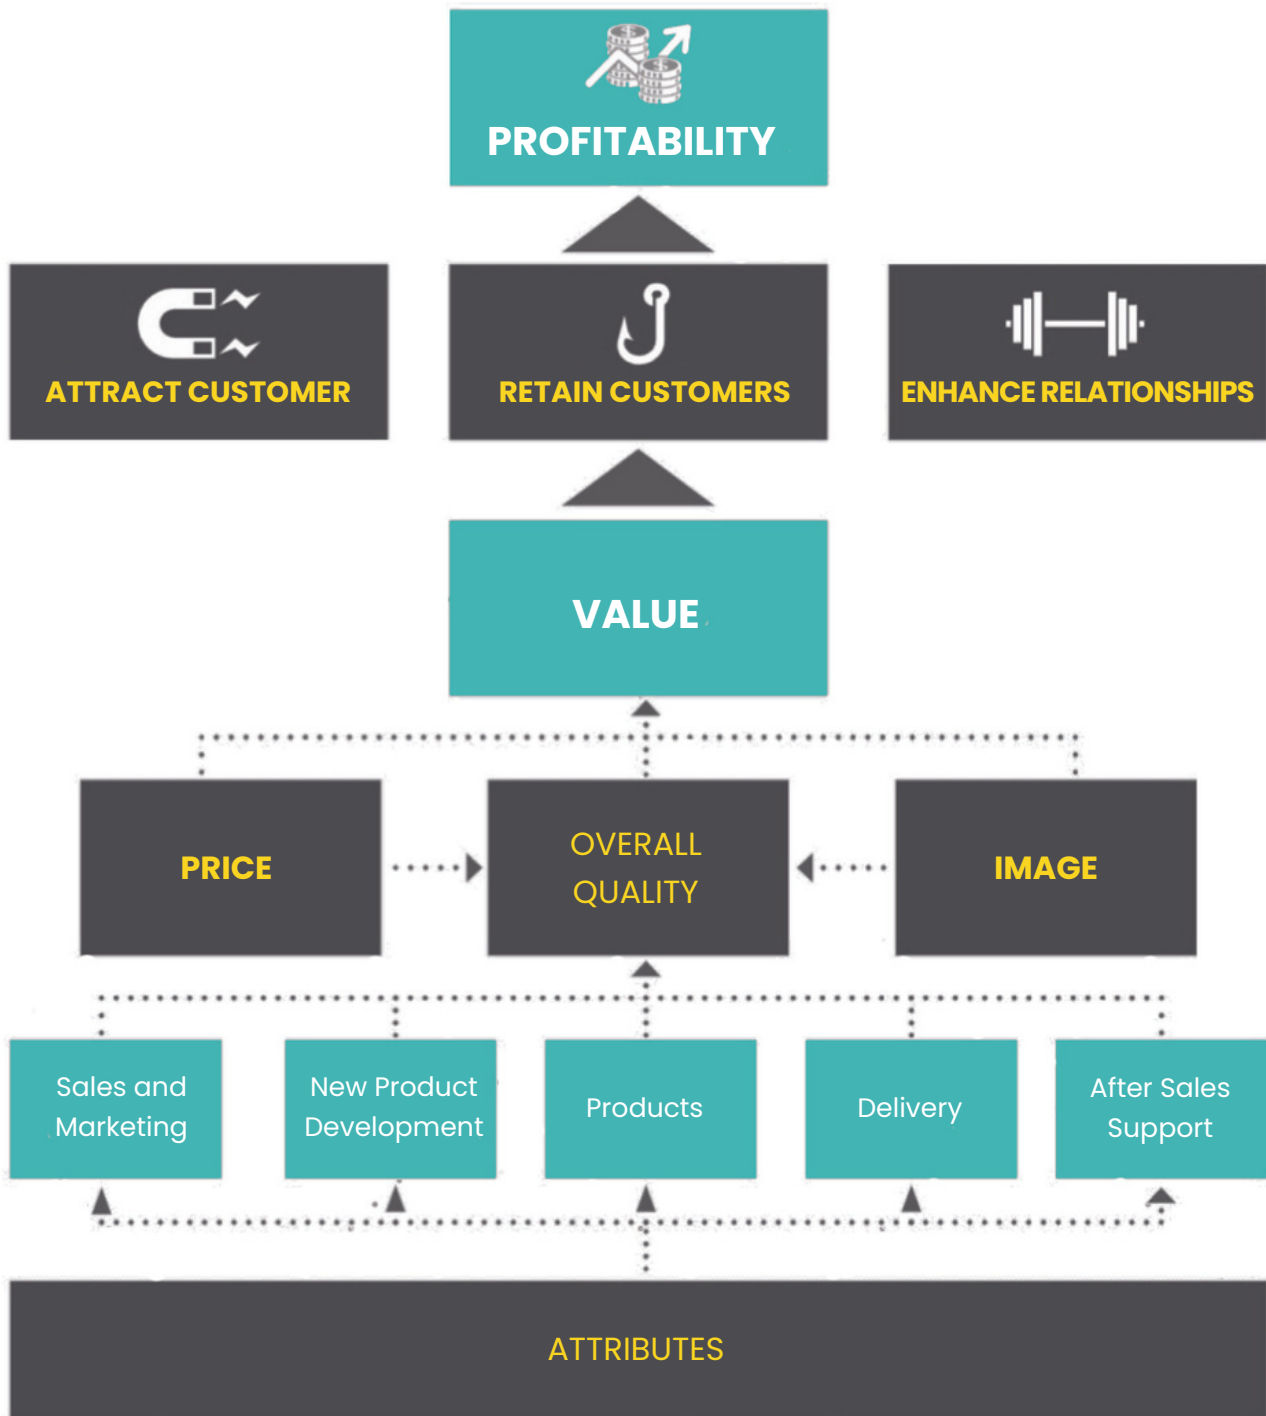 PROFITABILITY
ATTRACT CUSTOMER
RETAIN CUSTOMERS
ENHANCE RELATIONSHIPS
VALUE
PRICE
OVERALL
QUALITY
IMAGE
Sales and
Marketing
New Product
Development
Products
Delivery
After Sales
Support
ATTRIBUTES